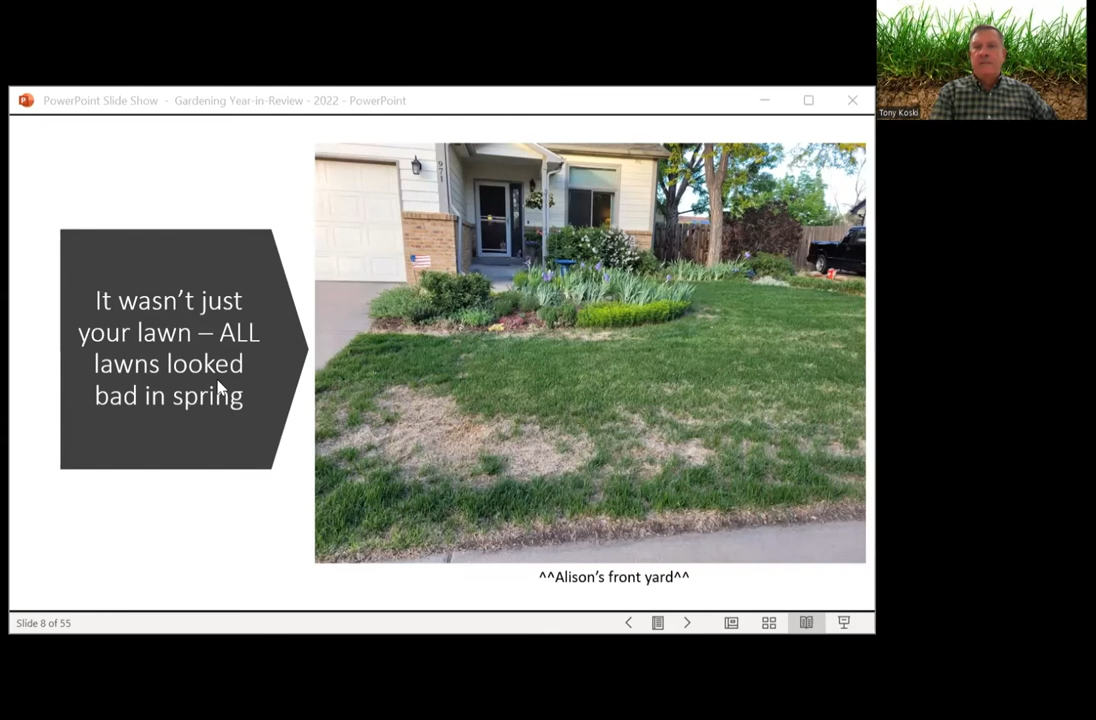 PowerPoint Slide Show - Gardening Year-in-Review - 2022 - PowerPoint
Tony Koski
971
It wasn’t just
your lawn – ALL
lawns looked
bad in spring
^^Alison’s front yard^^
Slide 8 of 55